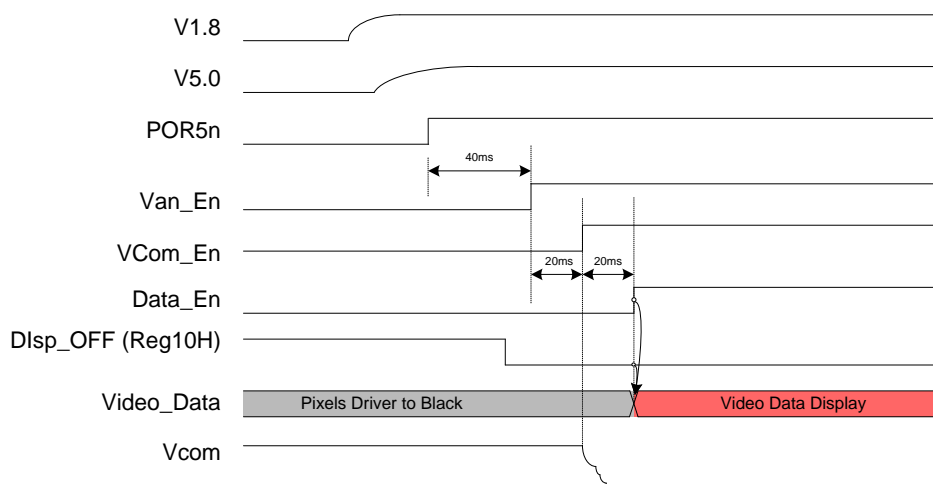 V1.8
V5.0
POR5n
40ms
Van_En
VCom_En
20ms 20ms
Data_En
DIsp_OFF (Reg10H)
Video_Data Pixels Driver to Black Video Data Display
Vcom